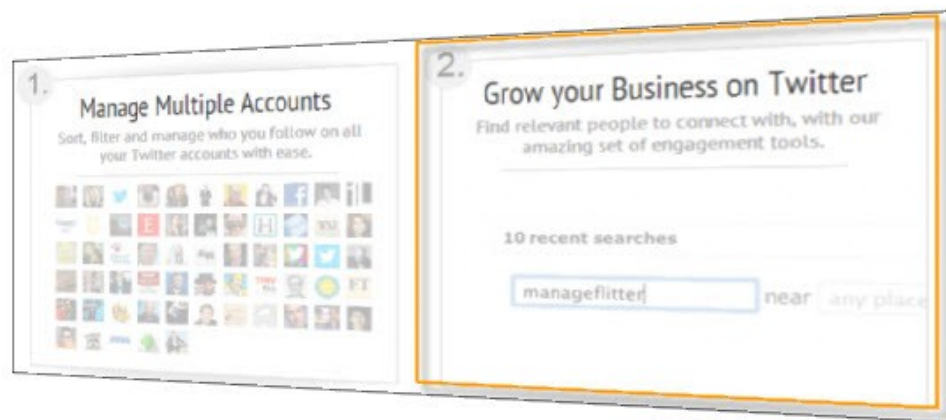 1.
Manage Multiple Accounts
Sort, filter and manage who you follow on all
your Twitter accounts with ease.
2.
Grow your Business on Twitter
Find relevant people to connect with, with our
amazing set of engagement tools.
10 recent searches
manageflitter near any place